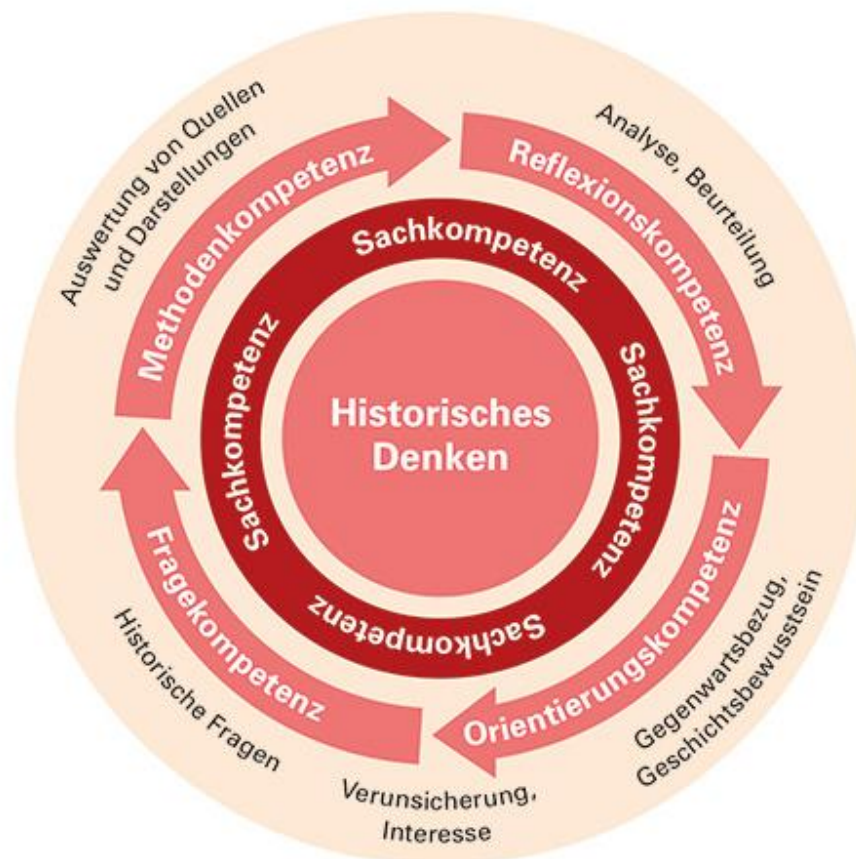 Auswertung von Quellen
und Darstellungen
Analyse, Beurteilung
Methodenkompetenz
Reflexionskompetenz
Sachkompetenz
Sachkompetenz
Sachkompetenz
Historisches
Denken
Fragekompetenz
Orientierungskompetenz
Sachkompetenz
Historische Fragen
Gegenwartsbezug,
Geschichtsbewusstsein
Verunsicherung,
Interesse